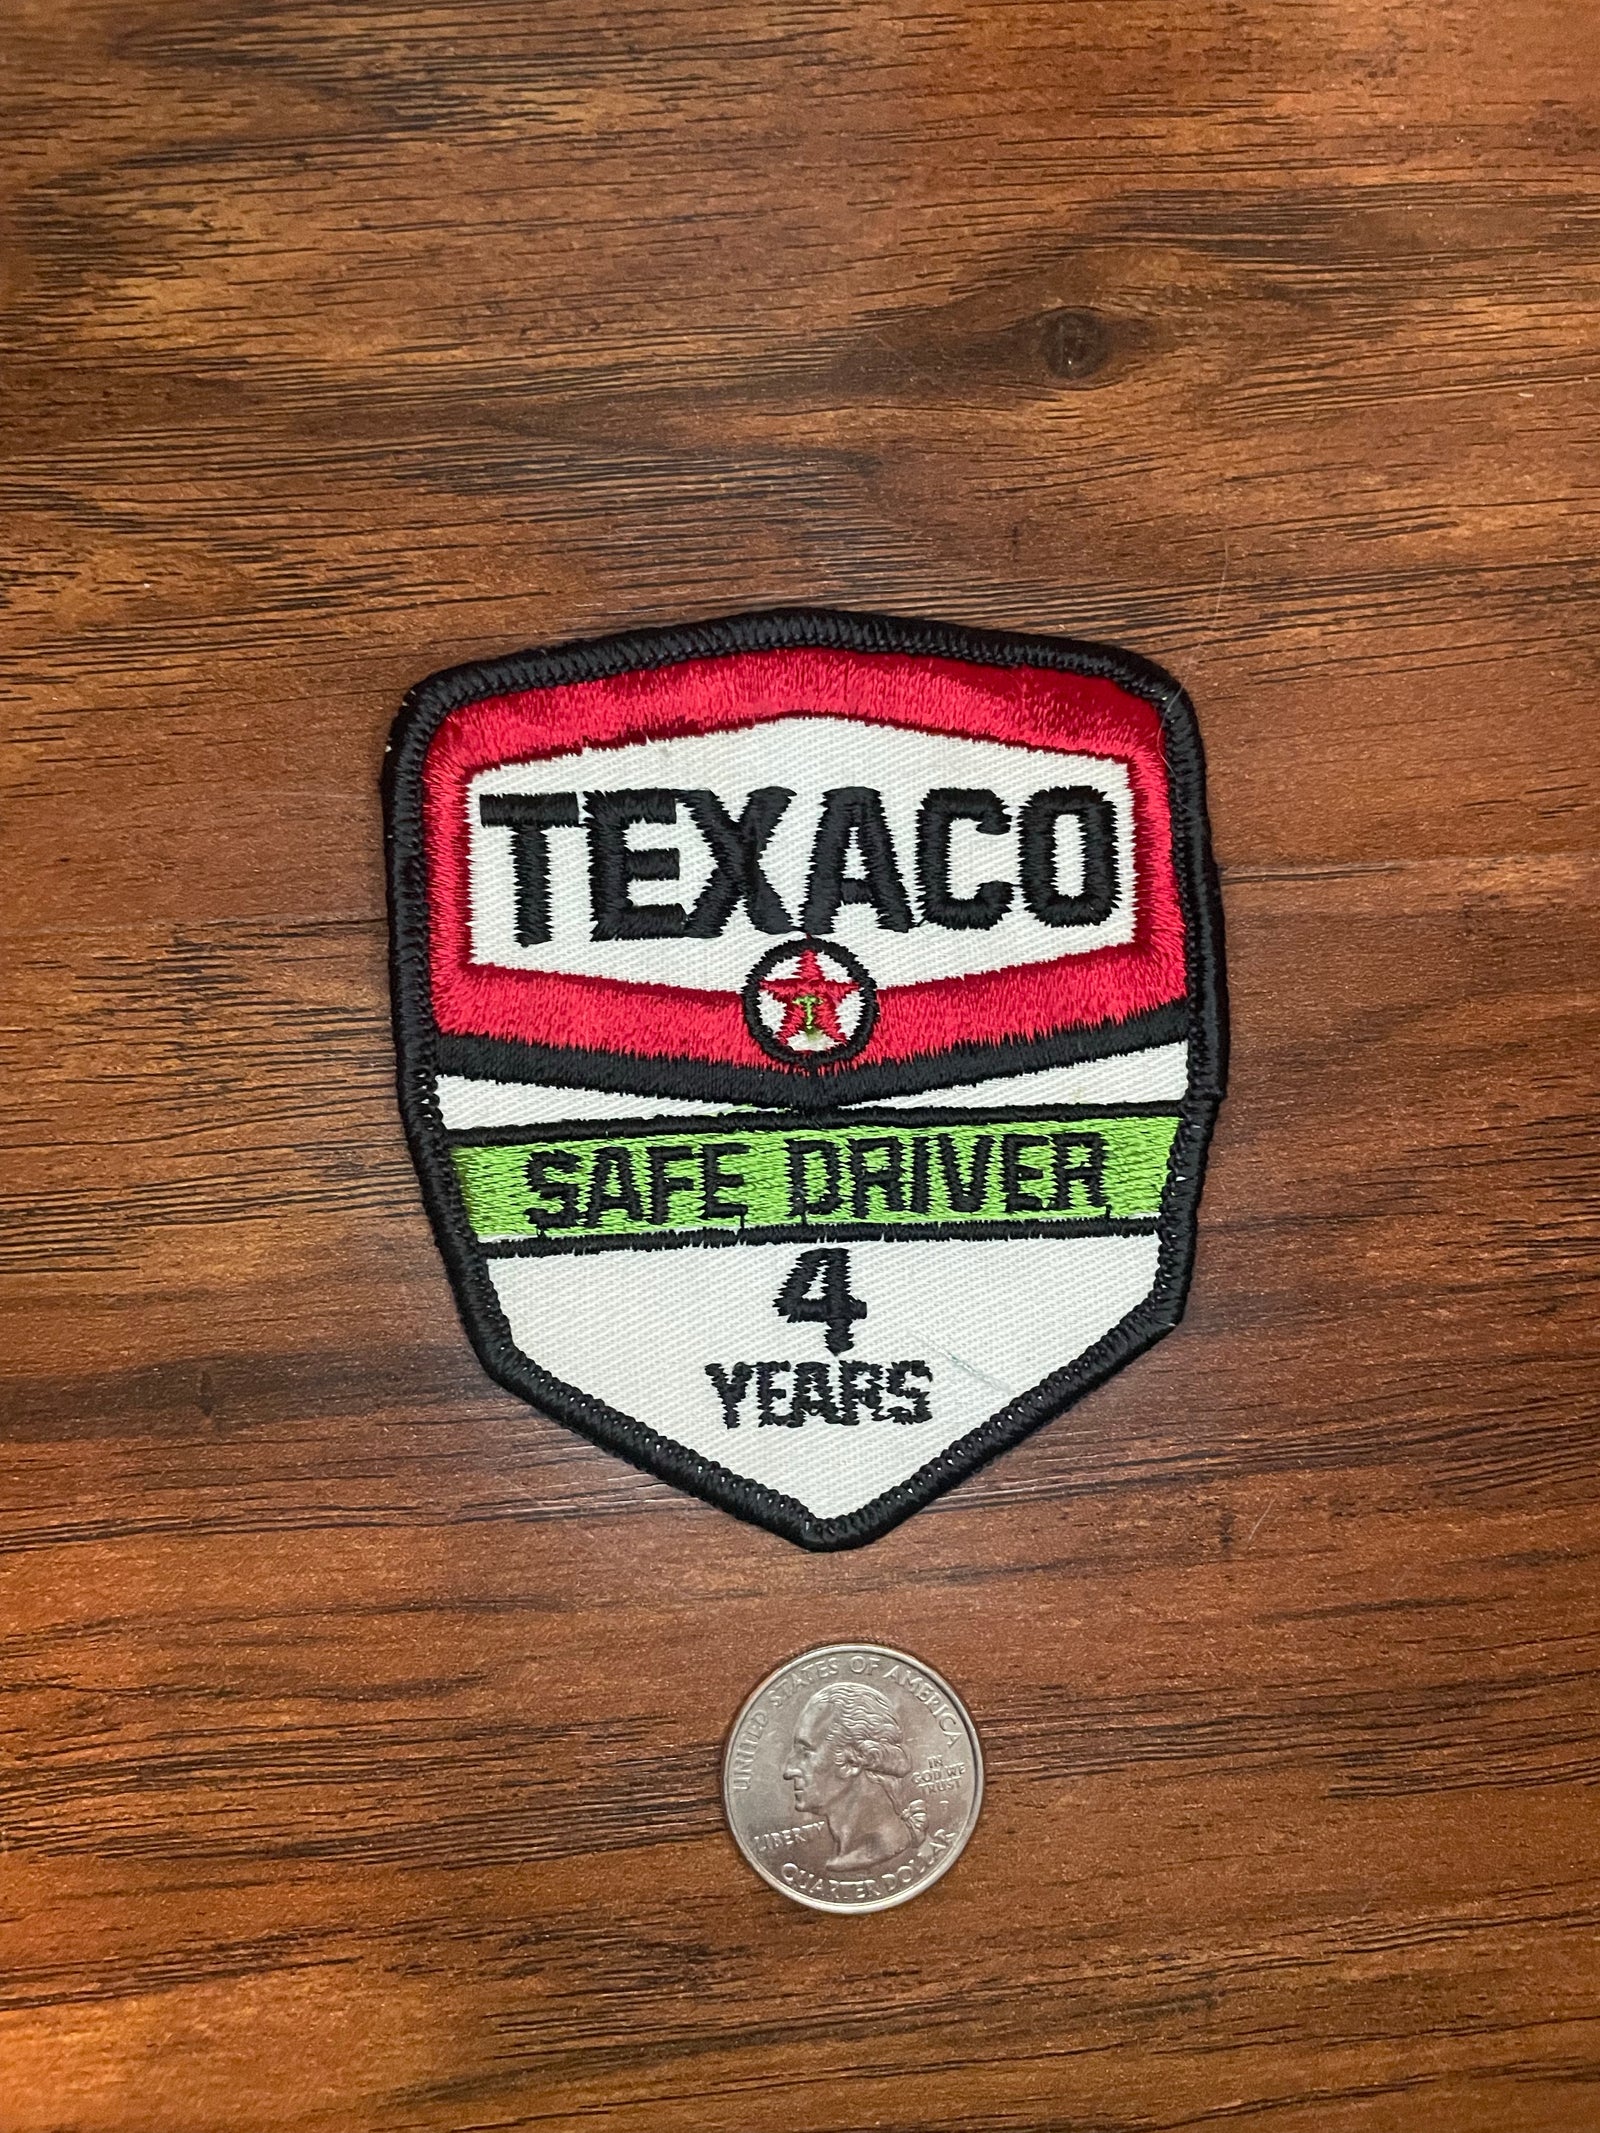 TEXACO
T
SAFE DRIVER
4
YEARS
UNITED STATES OF AMERICA
IN
GOD WE
TRUST
LIBERTY
QUARTER DOLLAR